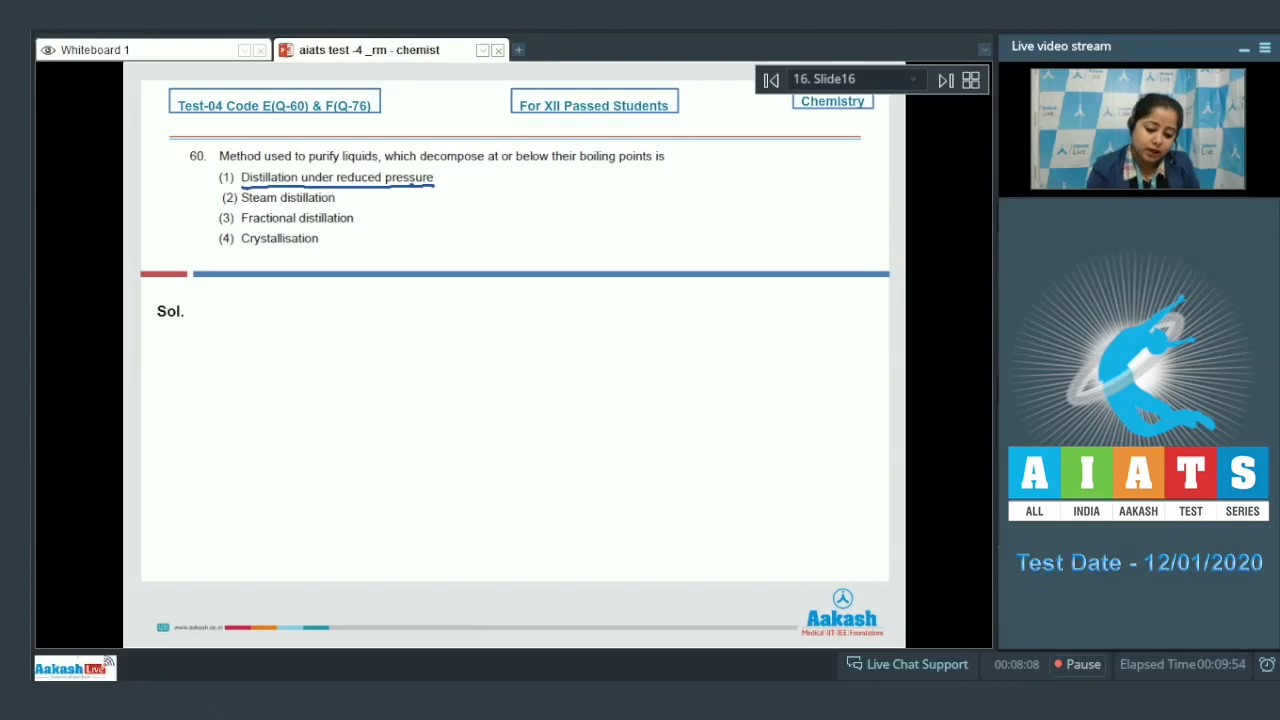 Whiteboard 1
aiats test -4 _rm - chemist
16. Slide16
Live video stream
Test-04 Code E(Q-60) & F(Q-76)
For XII Passed Students
Chemistry
60. Method used to purify liquids, which decompose at or below their boiling points is
(1) Distillation under reduced pressure
(2) Steam distillation
(3) Fractional distillation
(4) Crystallisation
Sol.
A I A T S
ALL INDIA AAKASH TEST SERIES
Test Date - 12/01/2020
www.aakash.ac.in
Aakash
Medical|IIT-JEE|Foundations
Aakash Live
Live Chat Support
00:08:08
Pause
Elapsed Time 00:09:54